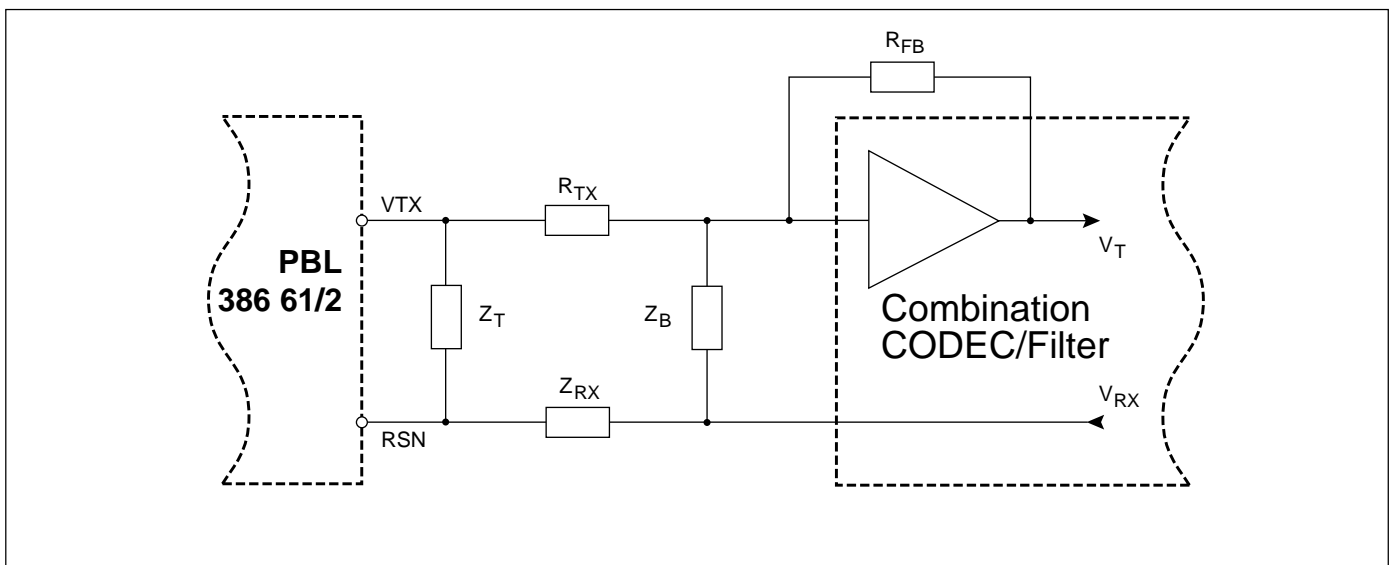 R_FB
R_TX
VTX
V_T
PBL
386 61/2
Z_T
Z_B
Combination
CODEC/Filter
Z_RX
V_RX
RSN